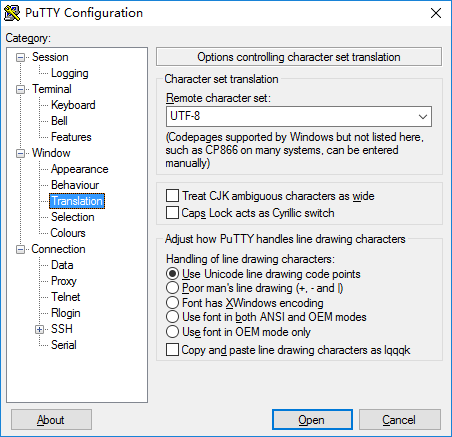 PuTTY Configuration
Category:
Session
Logging
Terminal
Keyboard
Bell
Features
Window
Appearance
Behaviour
Translation
Selection
Colours
Connection
Data
Proxy
Telnet
Rlogin
SSH
Serial
Options controlling character set translation
Character set translation
Remote character set:
UTF-8
(Codepages supported by Windows but not listed here,
such as CP866 on many systems, can be entered
manually)
Treat CJK ambiguous characters as wide
Caps Lock acts as Cyrillic switch
Adjust how PuTTY handles line drawing characters
Handling of line drawing characters:
Use Unicode line drawing code points
Poor man's line drawing (+, - and |)
Font has XWindows encoding
Use font in both ANSI and OEM modes
Use font in OEM mode only
Copy and paste line drawing characters as lqqqk
About
Open
Cancel